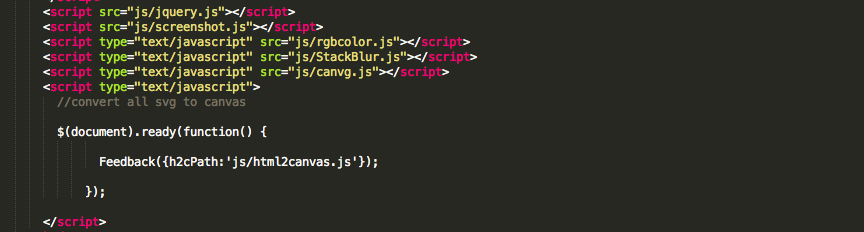 <script src="js/jquery.js"></script>
<script src="js/screenshot.js"></script>
<script type="text/javascript" src="js/rgbcolor.js"></script>
<script type="text/javascript" src="js/StackBlur.js"></script>
<script type="text/javascript" src="js/canvg.js"></script>
<script type="text/javascript">
//convert all svg to canvas
$(document).ready(function() {
Feedback({h2cPath:'js/html2canvas.js'});
});
</script>